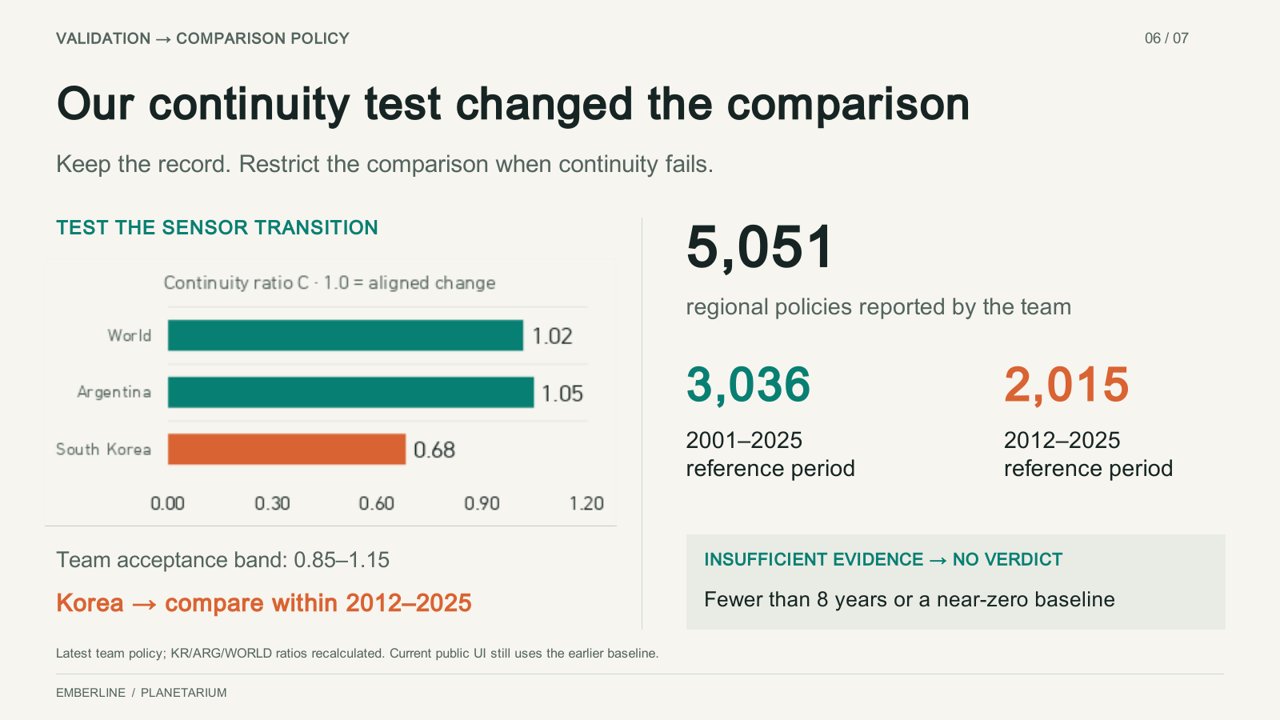 VALIDATION → COMPARISON POLICY
06 / 07
Our continuity test changed the comparison
Keep the record. Restrict the comparison when continuity fails.
TEST THE SENSOR TRANSITION
Continuity ratio C · 1.0 = aligned change
World 1.02
Argentina 1.05
South Korea 0.68
0.00 0.30 0.60 0.90 1.20
Team acceptance band: 0.85–1.15
Korea → compare within 2012–2025
5,051
regional policies reported by the team
3,036
2001–2025
reference period
2,015
2012–2025
reference period
INSUFFICIENT EVIDENCE → NO VERDICT
Fewer than 8 years or a near-zero baseline
Latest team policy; KR/ARG/WORLD ratios recalculated. Current public UI still uses the earlier baseline.
EMBERLINE / PLANETARIUM